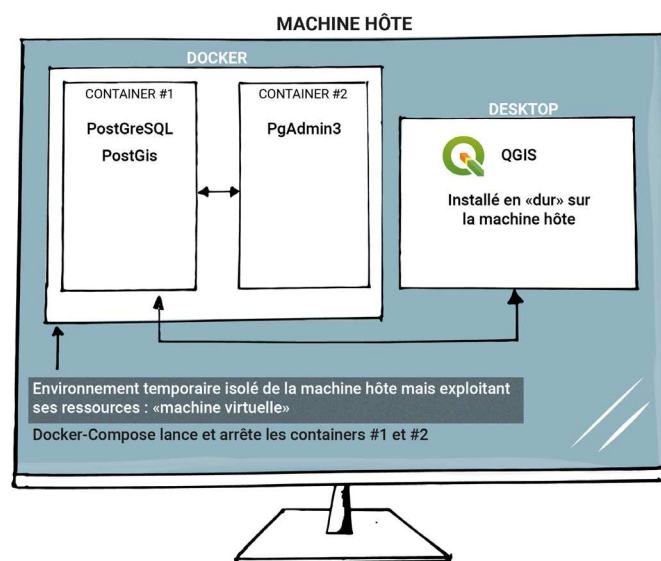 MACHINE HÔTE
DOCKER
CONTAINER #1
PostGreSQL
PostGis
CONTAINER #2
PgAdmin3
DESKTOP
QGIS
Installé en «dur» sur
la machine hôte
Environnement temporaire isolé de la machine hôte mais exploitant
ses ressources : «machine virtuelle»
Docker-Compose lance et arrête les containers #1 et #2